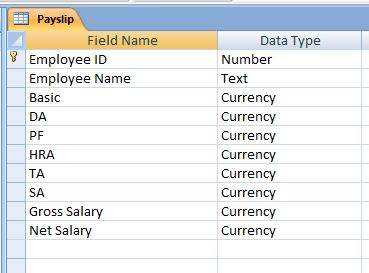 Payslip
Field Name Data Type
Employee ID Number
Employee Name Text
Basic Currency
DA Currency
PF Currency
HRA Currency
TA Currency
SA Currency
Gross Salary Currency
Net Salary Currency